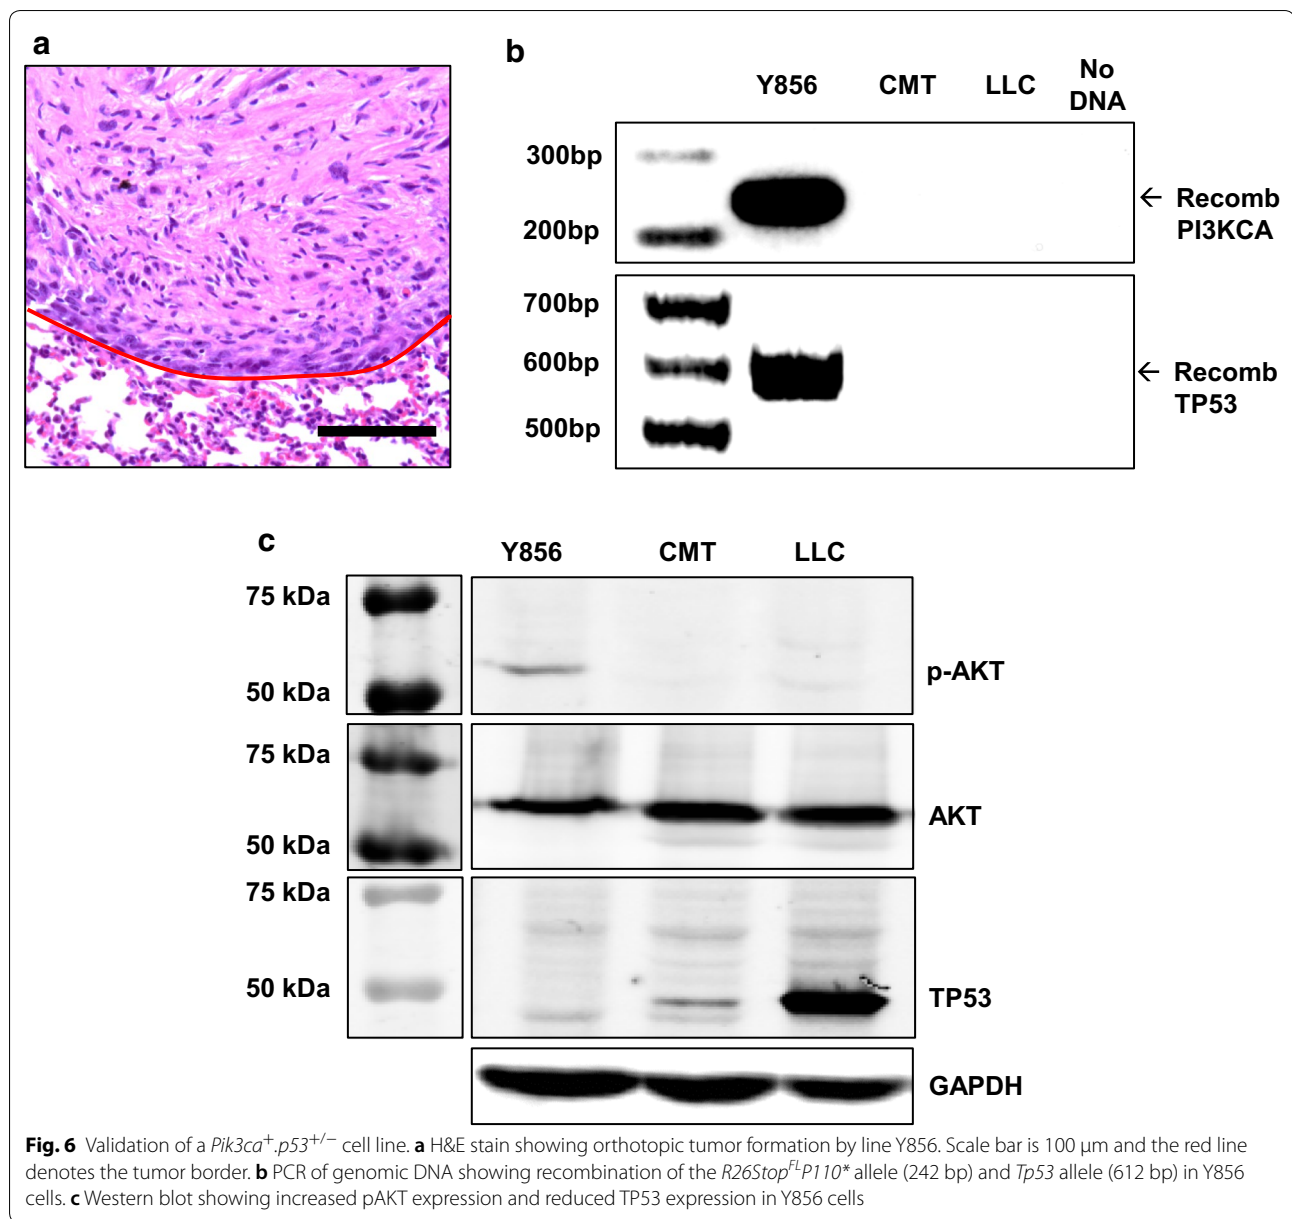 a
b
Y856 CMT LLC No DNA
300bp
200bp
← Recomb
PI3KCA
700bp
600bp
500bp
← Recomb
TP53
c
Y856 CMT LLC
75 kDa
50 kDa
p-AKT
75 kDa
50 kDa
AKT
75 kDa
50 kDa
TP53
GAPDH
Fig. 6 Validation of a Pik3ca⁺.p53⁺/⁻ cell line. a H&E stain showing orthotopic tumor formation by line Y856. Scale bar is 100 μm and the red line
denotes the tumor border. b PCR of genomic DNA showing recombination of the R26StopᶠᴸP110* allele (242 bp) and Tp53 allele (612 bp) in Y856
cells. c Western blot showing increased pAKT expression and reduced TP53 expression in Y856 cells